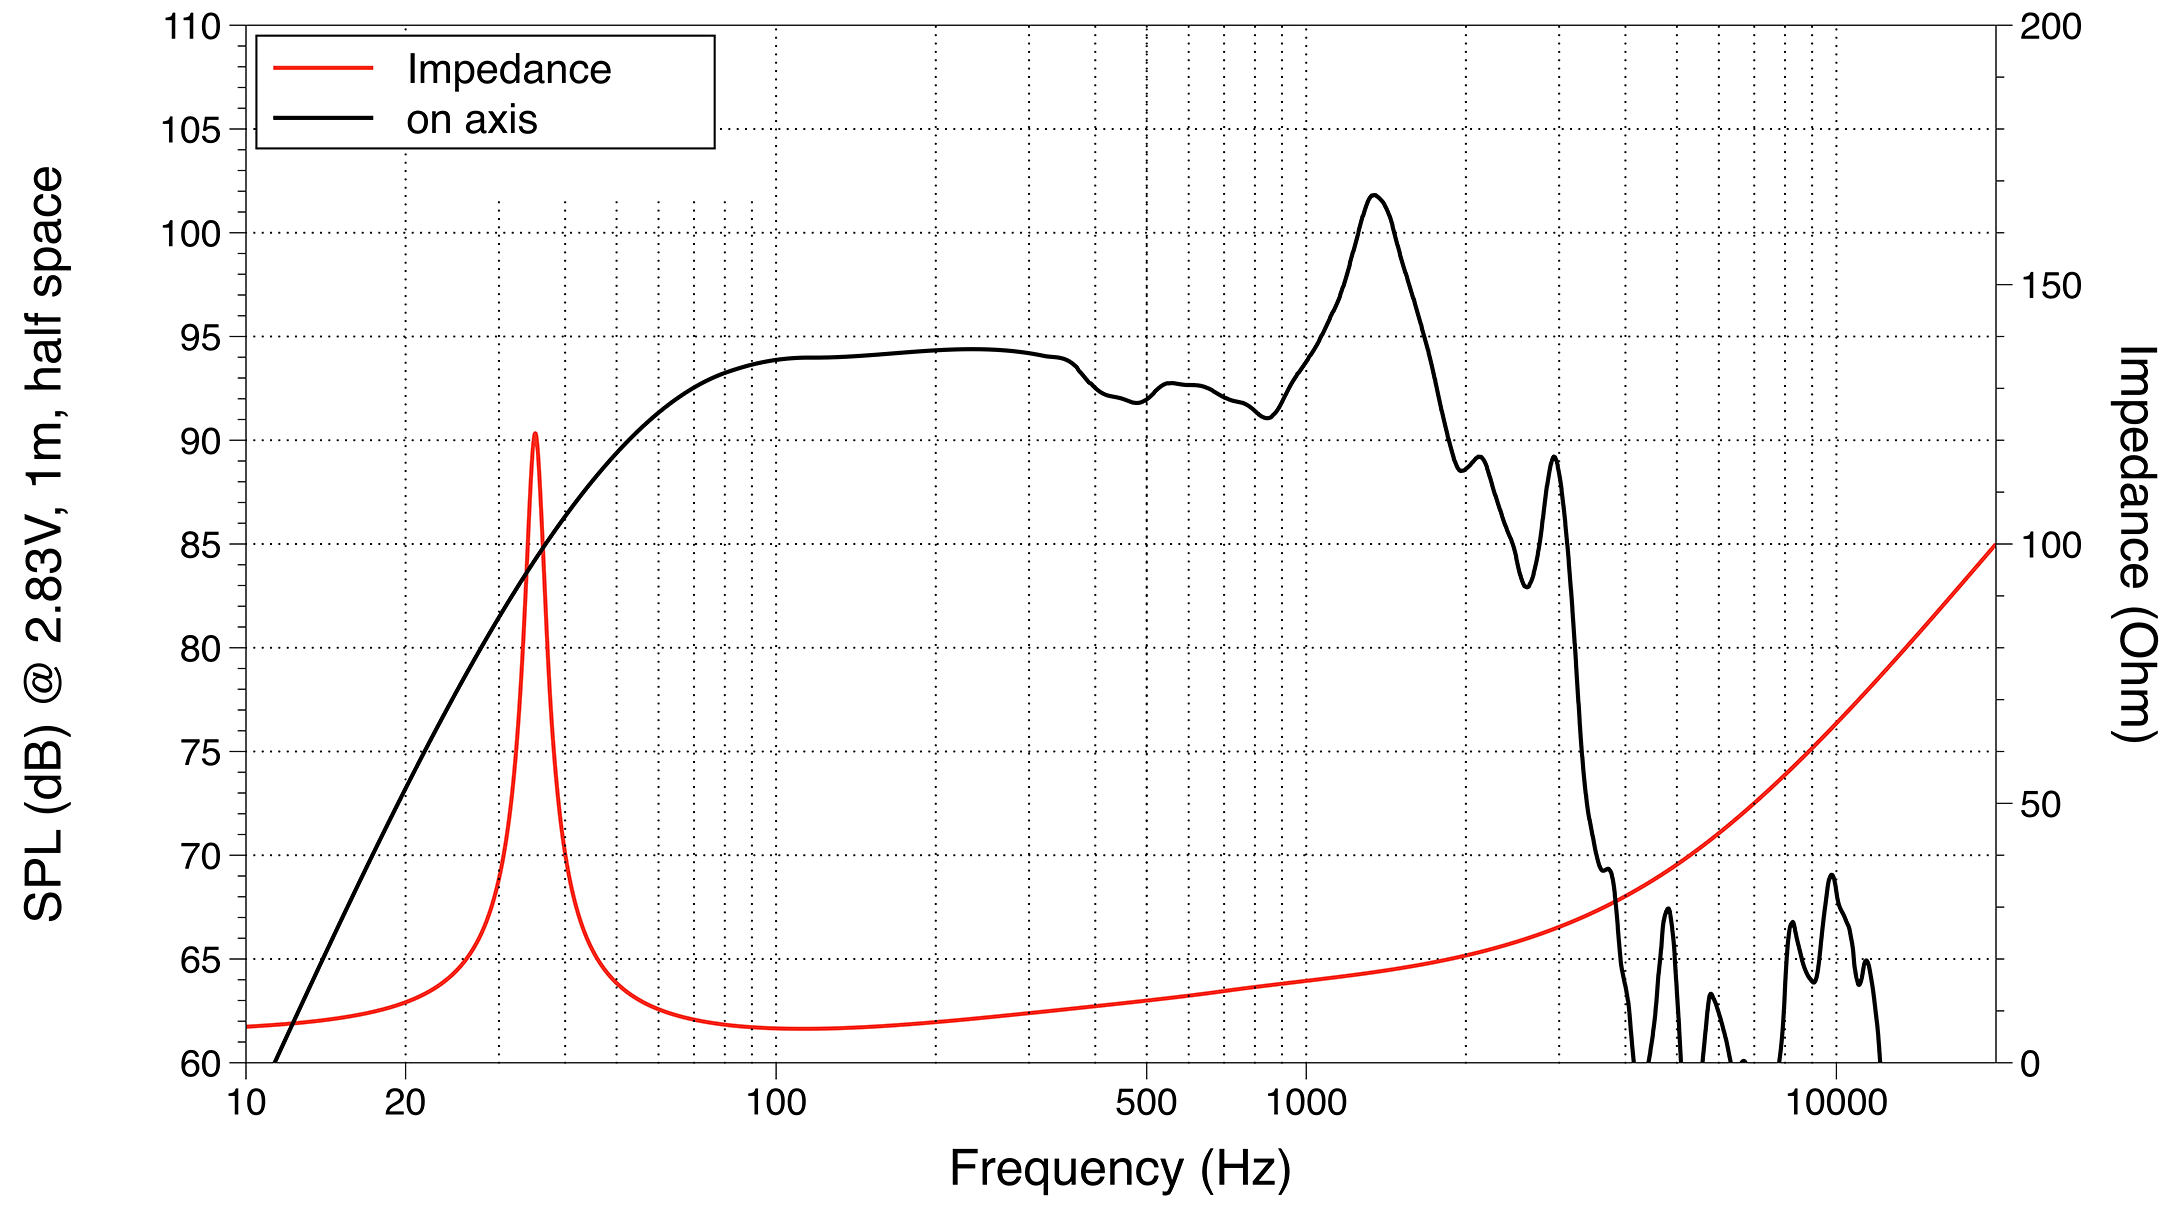 Impedance
on axis
SPL (dB) @ 2.83V, 1m, half space
110
105
100
95
90
85
80
75
70
65
60
200
150
100
50
0
Impedance (Ohm)
10 20 100 500 1000 10000
Frequency (Hz)